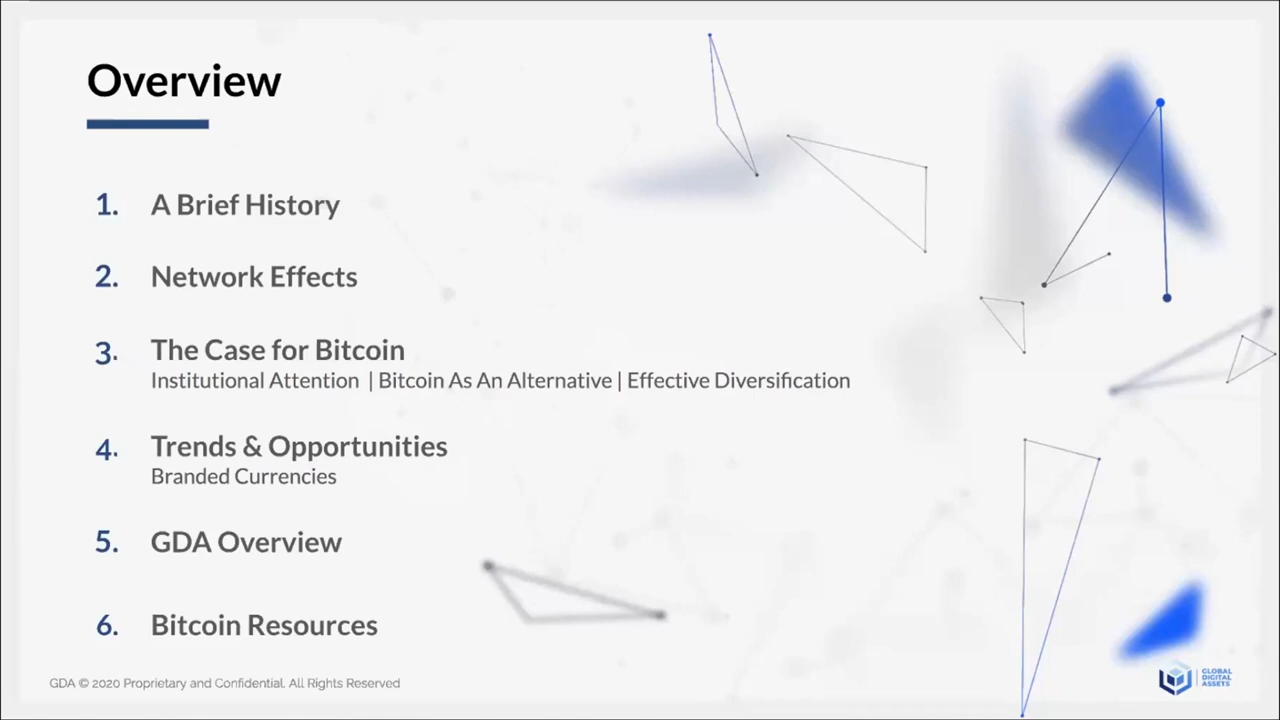 Overview
1. A Brief History
2. Network Effects
3. The Case for Bitcoin
Institutional Attention | Bitcoin As An Alternative | Effective Diversification
4. Trends & Opportunities
Branded Currencies
5. GDA Overview
6. Bitcoin Resources
GDA © 2020 Proprietary and Confidential. All Rights Reserved
GLOBAL
DIGITAL
ASSETS